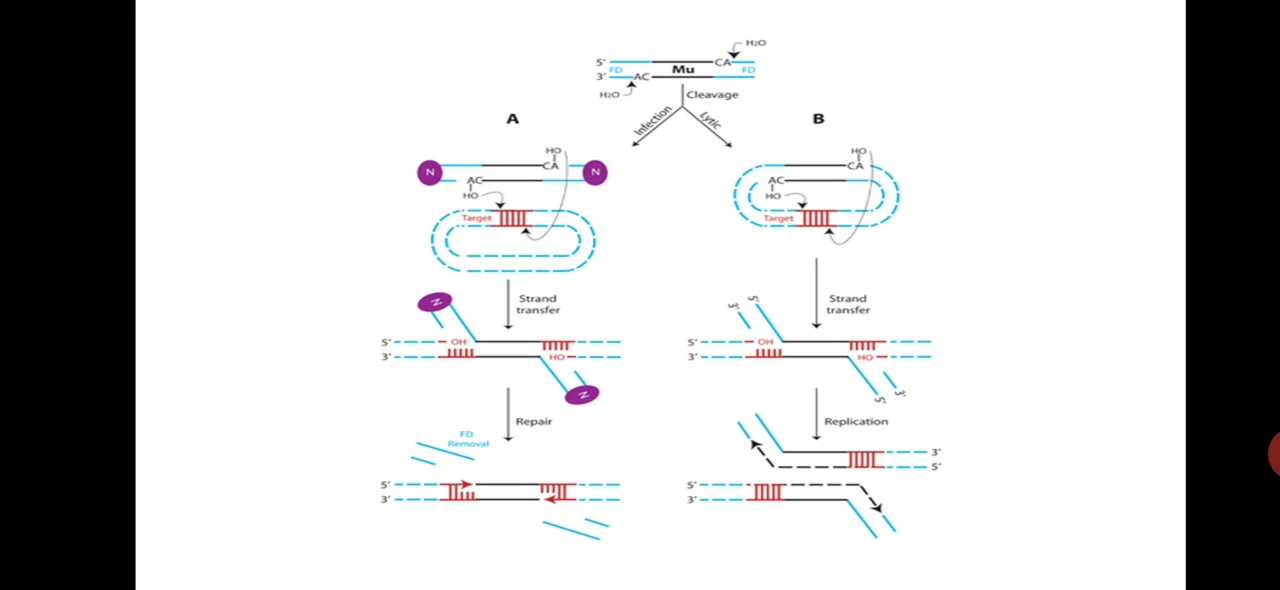 H2O
5' CA
FD Mu FD
3' AC
H2O
Cleavage
Infection Lytic
A B
HO
N CA N
AC
HO
Target
HO
CA
AC
HO
Target
Strand
transfer
N
5' OH
3' HO
N
Strand
transfer
3' 5'
5' OH
3' HO
5' 3'
Repair
FD
Removal
5'
3'
Replication
3'
5'
5'
3'